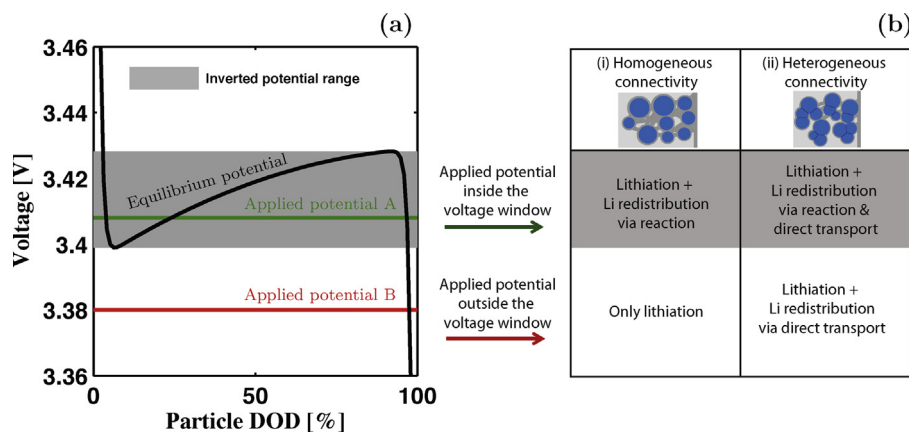 (a)
3.46
3.44
3.42
3.4
3.38
3.36
Voltage [V]
Inverted potential range
Equilibrium potential
Applied potential A
Applied potential B
0
50
100
Particle DOD [%]
Applied potential
inside the
voltage window
Applied potential
outside the
voltage window
(b)
(i) Homogeneous
connectivity
(ii) Heterogeneous
connectivity
Lithiation +
Li redistribution
via reaction
Lithiation +
Li redistribution
via reaction &
direct transport
Only lithiation
Lithiation +
Li redistribution
via direct transport